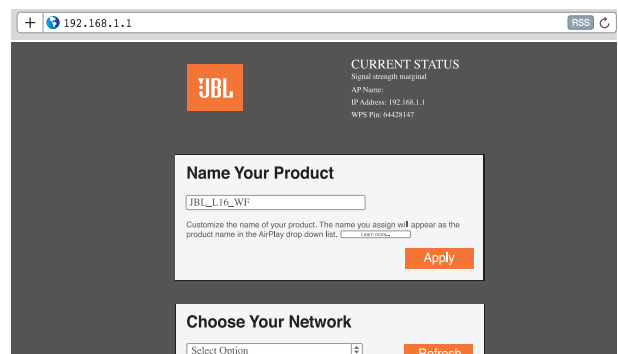 + 192.168.1.1 RSS
JBL
CURRENT STATUS
Signal strength marginal
AP Name:
IP Address: 192.168.1.1
WPS Pin: 64428147
Name Your Product
JBL_L16_WF
Customize the name of your product. The name you assign will appear as the
product name in the AirPlay drop down list. Learn more...
Apply
Choose Your Network
Select Option
Refresh